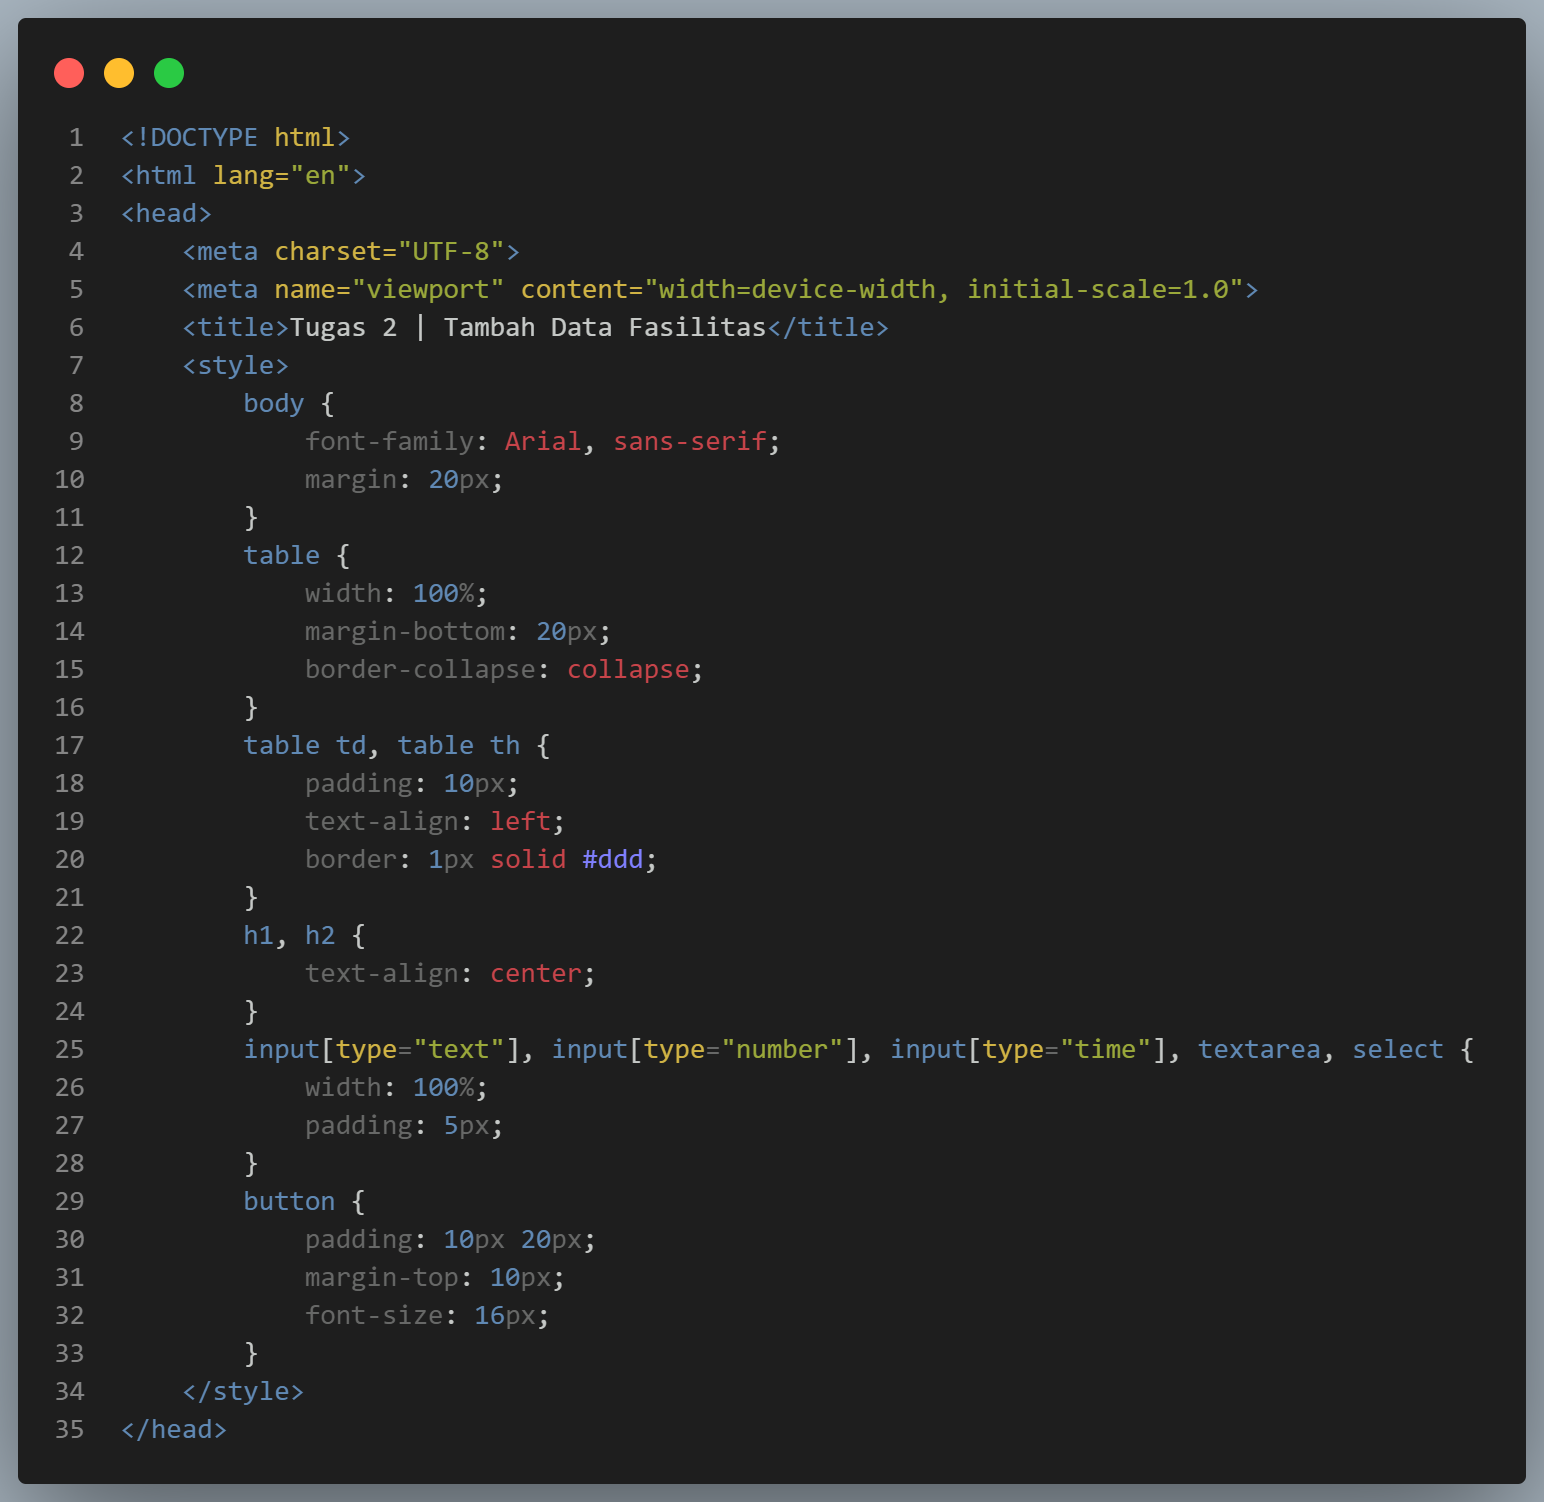 1 <!DOCTYPE html>
2 <html lang="en">
3 <head>
4     <meta charset="UTF-8">
5     <meta name="viewport" content="width=device-width, initial-scale=1.0">
6     <title>Tugas 2 | Tambah Data Fasilitas</title>
7     <style>
8         body {
9             font-family: Arial, sans-serif;
10             margin: 20px;
11         }
12         table {
13             width: 100%;
14             margin-bottom: 20px;
15             border-collapse: collapse;
16         }
17         table td, table th {
18             padding: 10px;
19             text-align: left;
20             border: 1px solid #ddd;
21         }
22         h1, h2 {
23             text-align: center;
24         }
25         input[type="text"], input[type="number"], input[type="time"], textarea, select {
26             width: 100%;
27             padding: 5px;
28         }
29         button {
30             padding: 10px 20px;
31             margin-top: 10px;
32             font-size: 16px;
33         }
34     </style>
35 </head>